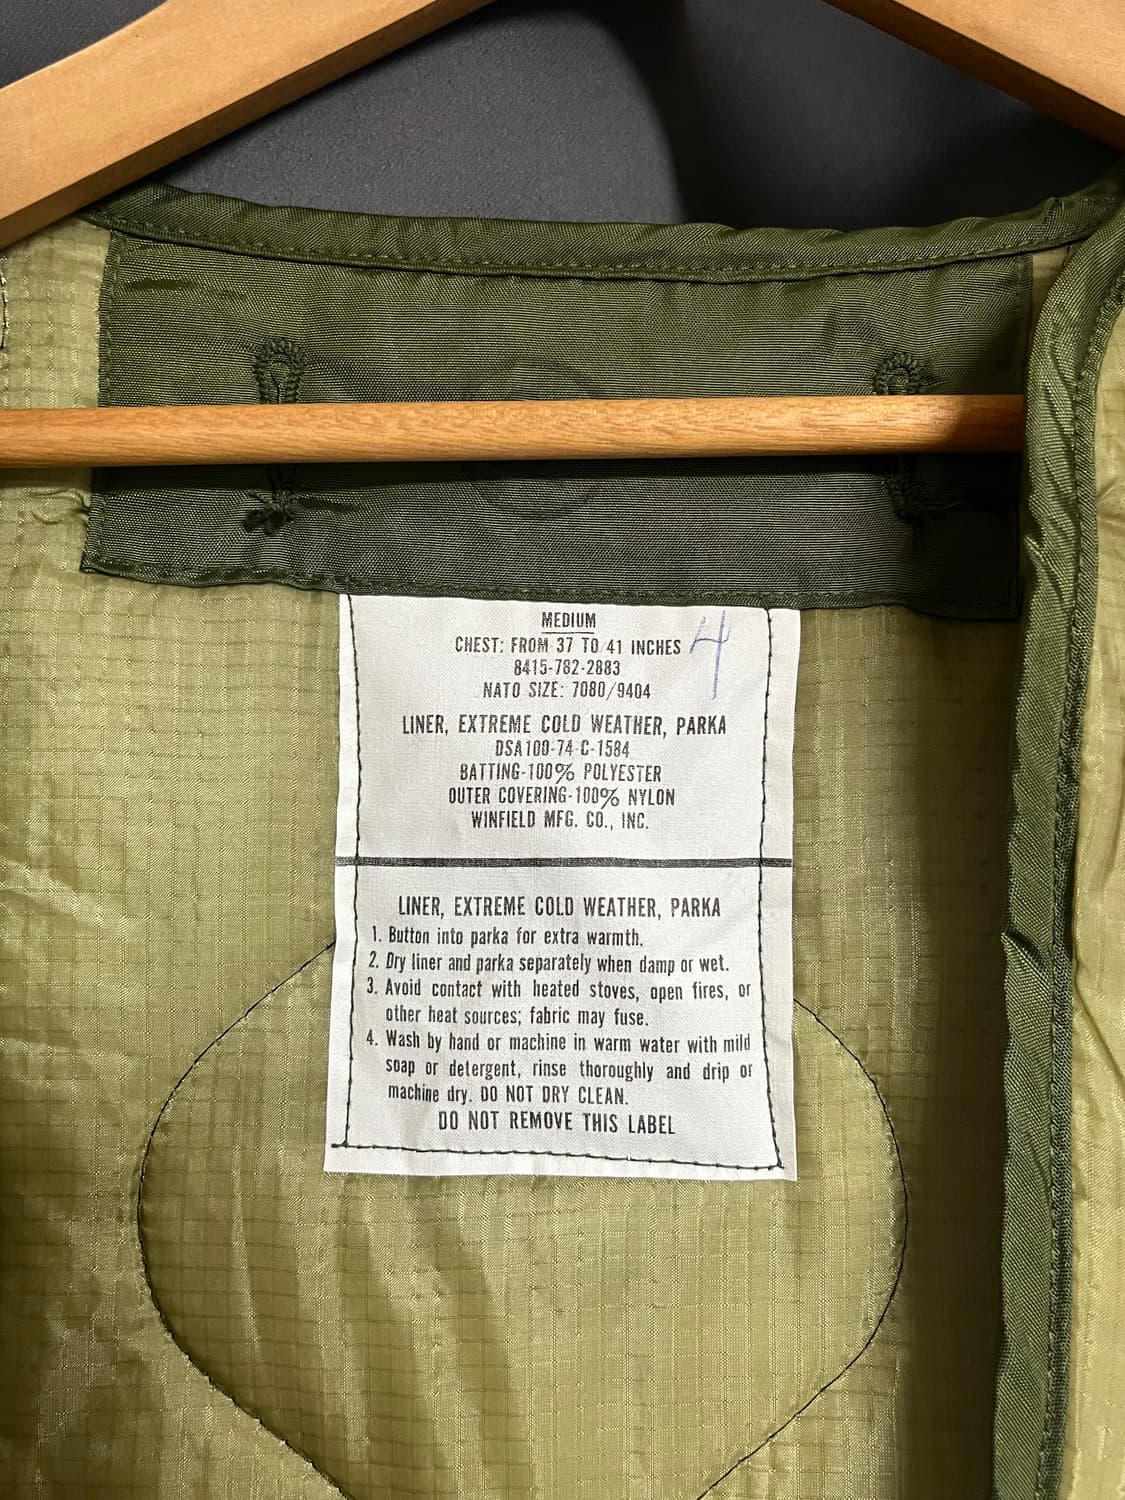 MEDIUM
CHEST: FROM 37 TO 41 INCHES 4
8415-782-2883
NATO SIZE: 7080/9404
LINER, EXTREME COLD WEATHER, PARKA
DSA100-74-C-1584
BATTING-100% POLYESTER
OUTER COVERING-100% NYLON
WINFIELD MFG. CO., INC.
LINER, EXTREME COLD WEATHER, PARKA
1. Button into parka for extra warmth.
2. Dry liner and parka separately when damp or wet.
3. Avoid contact with heated stoves, open fires, or
other heat sources; fabric may fuse.
4. Wash by hand or machine in warm water with mild
soap or detergent, rinse thoroughly and drip or
machine dry. DO NOT DRY CLEAN.
DO NOT REMOVE THIS LABEL